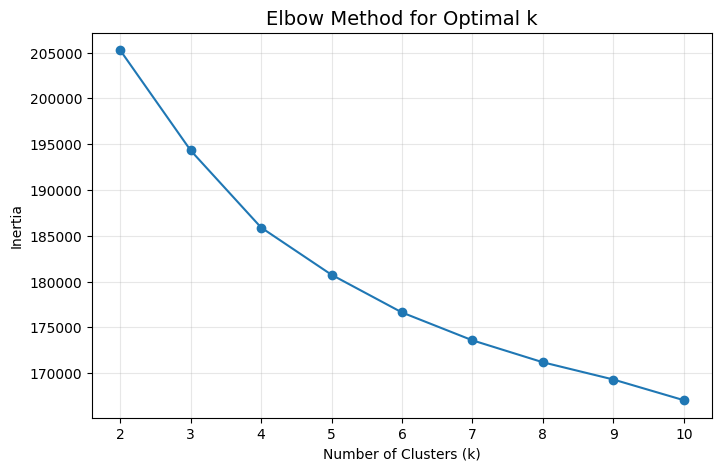 Elbow Method for Optimal k
205000
200000
195000
190000
185000
180000
175000
170000
Inertia
2 3 4 5 6 7 8 9 10
Number of Clusters (k)